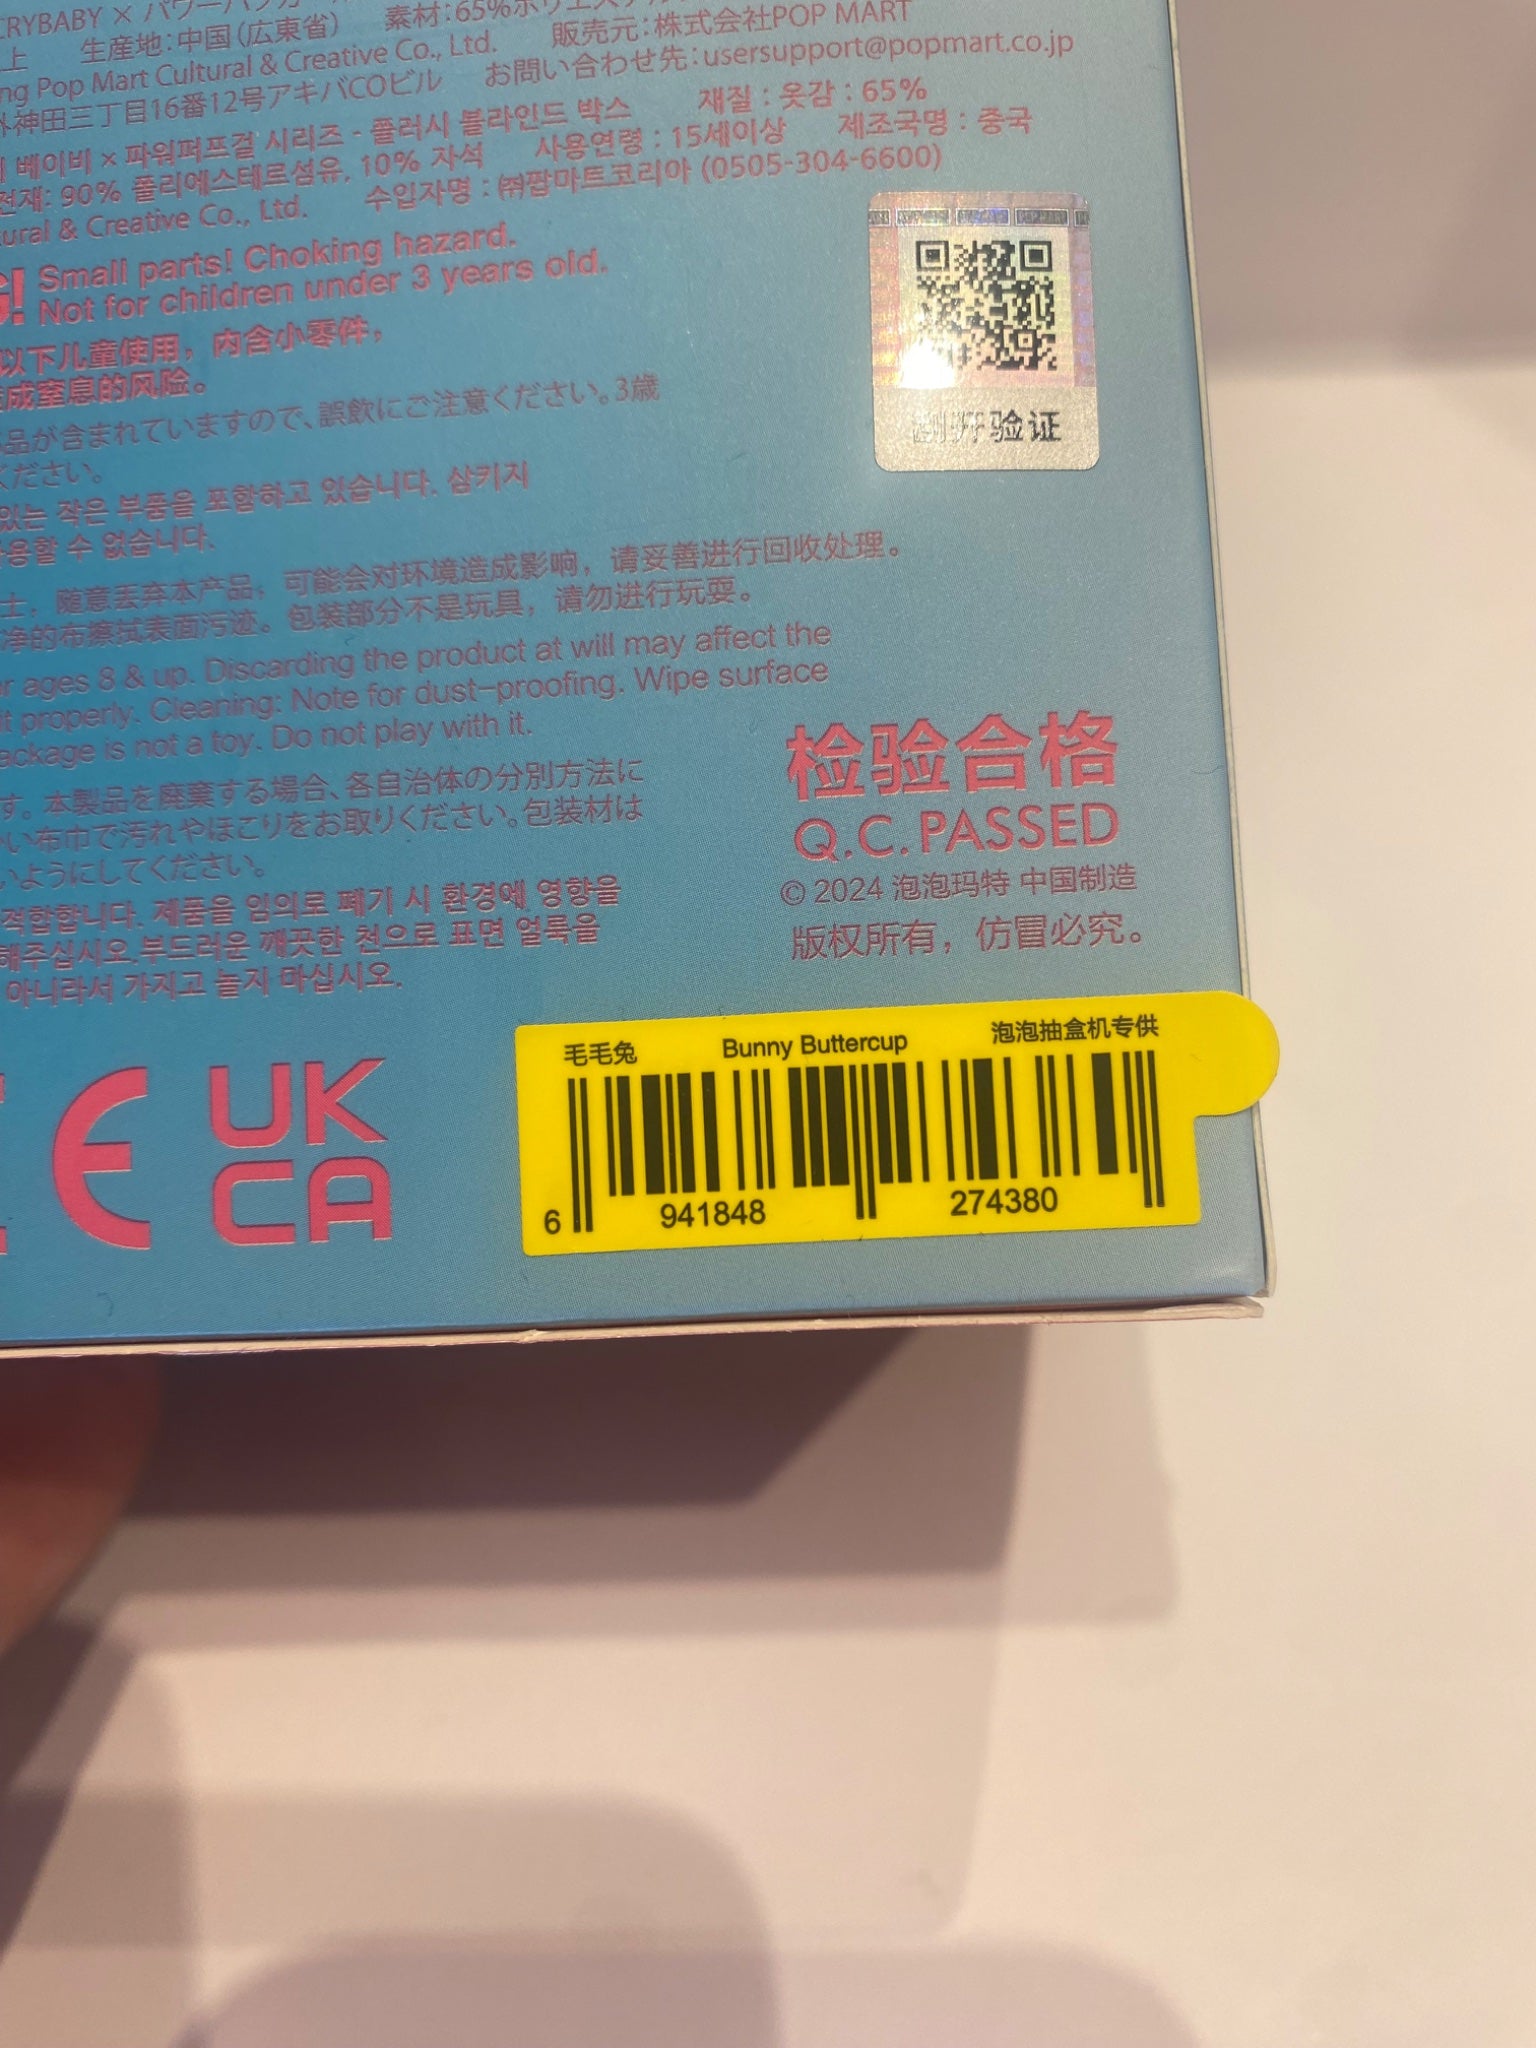 CRYBABY × パワーパフガー 素材：65%ポリエステル
上 生産地：中国（広東省） 販売元：株式会社POP MART
ng Pop Mart Cultural & Creative Co., Ltd. お問い合わせ先：usersupport@popmart.co.jp
外神田三丁目16番12号アキバCOビル
베이비 × 파워퍼프걸 시리즈 - 플러시 블라인드 박스 재질 : 옷감 : 65%
전재: 90% 폴리에스테르섬유, 10% 자석 사용연령 : 15세이상 제조국명 : 중국
ural & Creative Co., Ltd. 수입자명 : ㈜팝마트코리아 (0505-304-6600)
G! Small parts! Choking hazard.
Not for children under 3 years old.
以下儿童使用，内含小零件，
造成窒息的风险。
品が含まれていますので、誤飲にご注意ください。3歳
ください。
있는 작은 부품을 포함하고 있습니다. 삼키지
사용할 수 없습니다.
士，随意丢弃本产品，可能会对环境造成影响，请妥善进行回收处理。
净的布擦拭表面污迹。包装部分不是玩具，请勿进行玩耍。
or ages 8 & up. Discarding the product at will may affect the
it properly. Cleaning: Note for dust-proofing. Wipe surface
ackage is not a toy. Do not play with it.
す。本製品を廃棄する場合、各自治体の分別方法に
い布巾で汚れやほこりをお取りください。包装材は
いようにしてください。
적합합니다. 제품을 임의로 폐기 시 환경에 영향을
해주십시오.부드러운 깨끗한 천으로 표면 얼룩을
아니라서 가지고 놀지 마십시오.
刮开验证
检验合格
Q.C. PASSED
© 2024 泡泡玛特 中国制造
版权所有，仿冒必究。
CE UK
CA
毛毛兔 Bunny Buttercup 泡泡抽盒机专供
6 941848 274380